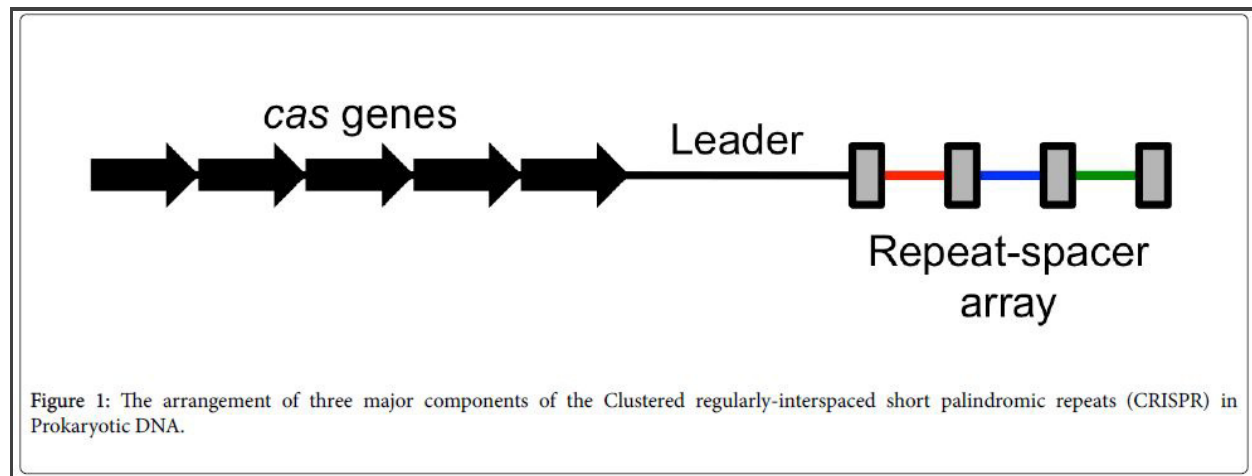 cas genes
Leader
Repeat-spacer
array
Figure 1: The arrangement of three major components of the Clustered regularly-interspaced short palindromic repeats (CRISPR) in
Prokaryotic DNA.